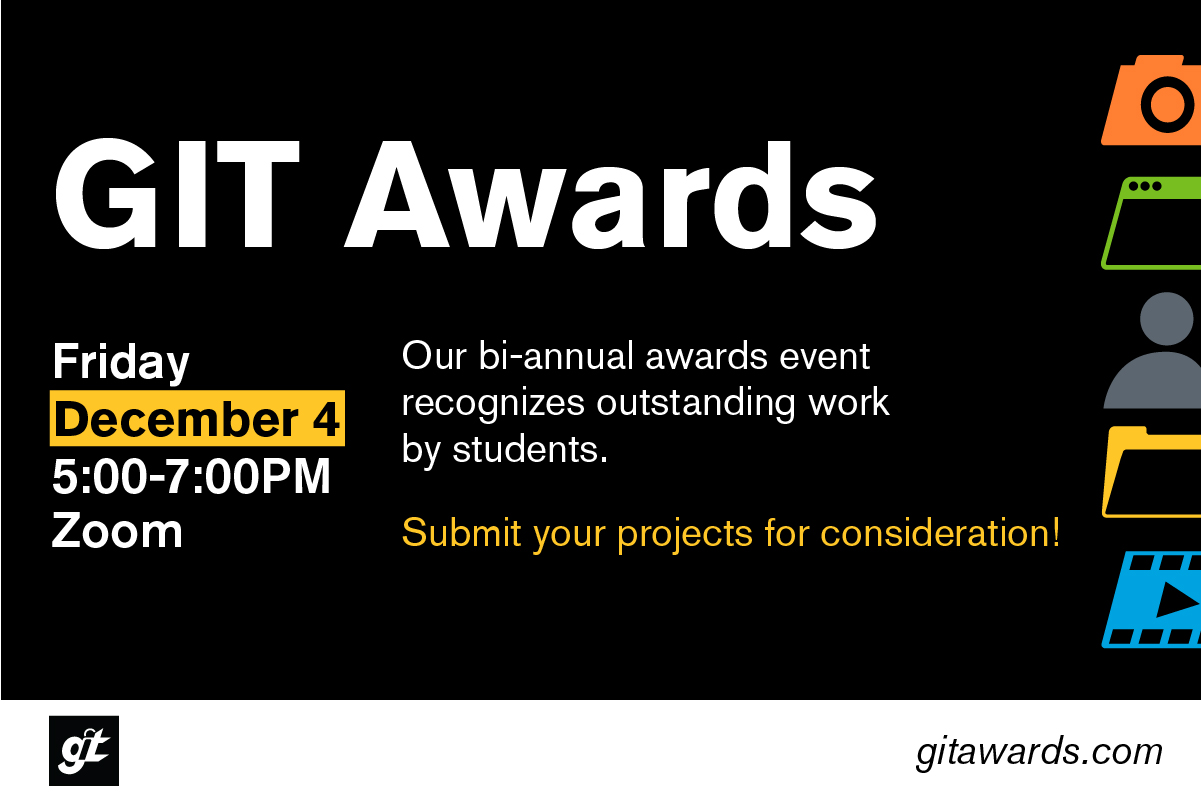 GIT Awards
Friday
December 4
5:00-7:00PM
Zoom
Our bi-annual awards event
recognizes outstanding work
by students.
Submit your projects for consideration!
gt
gitawards.com